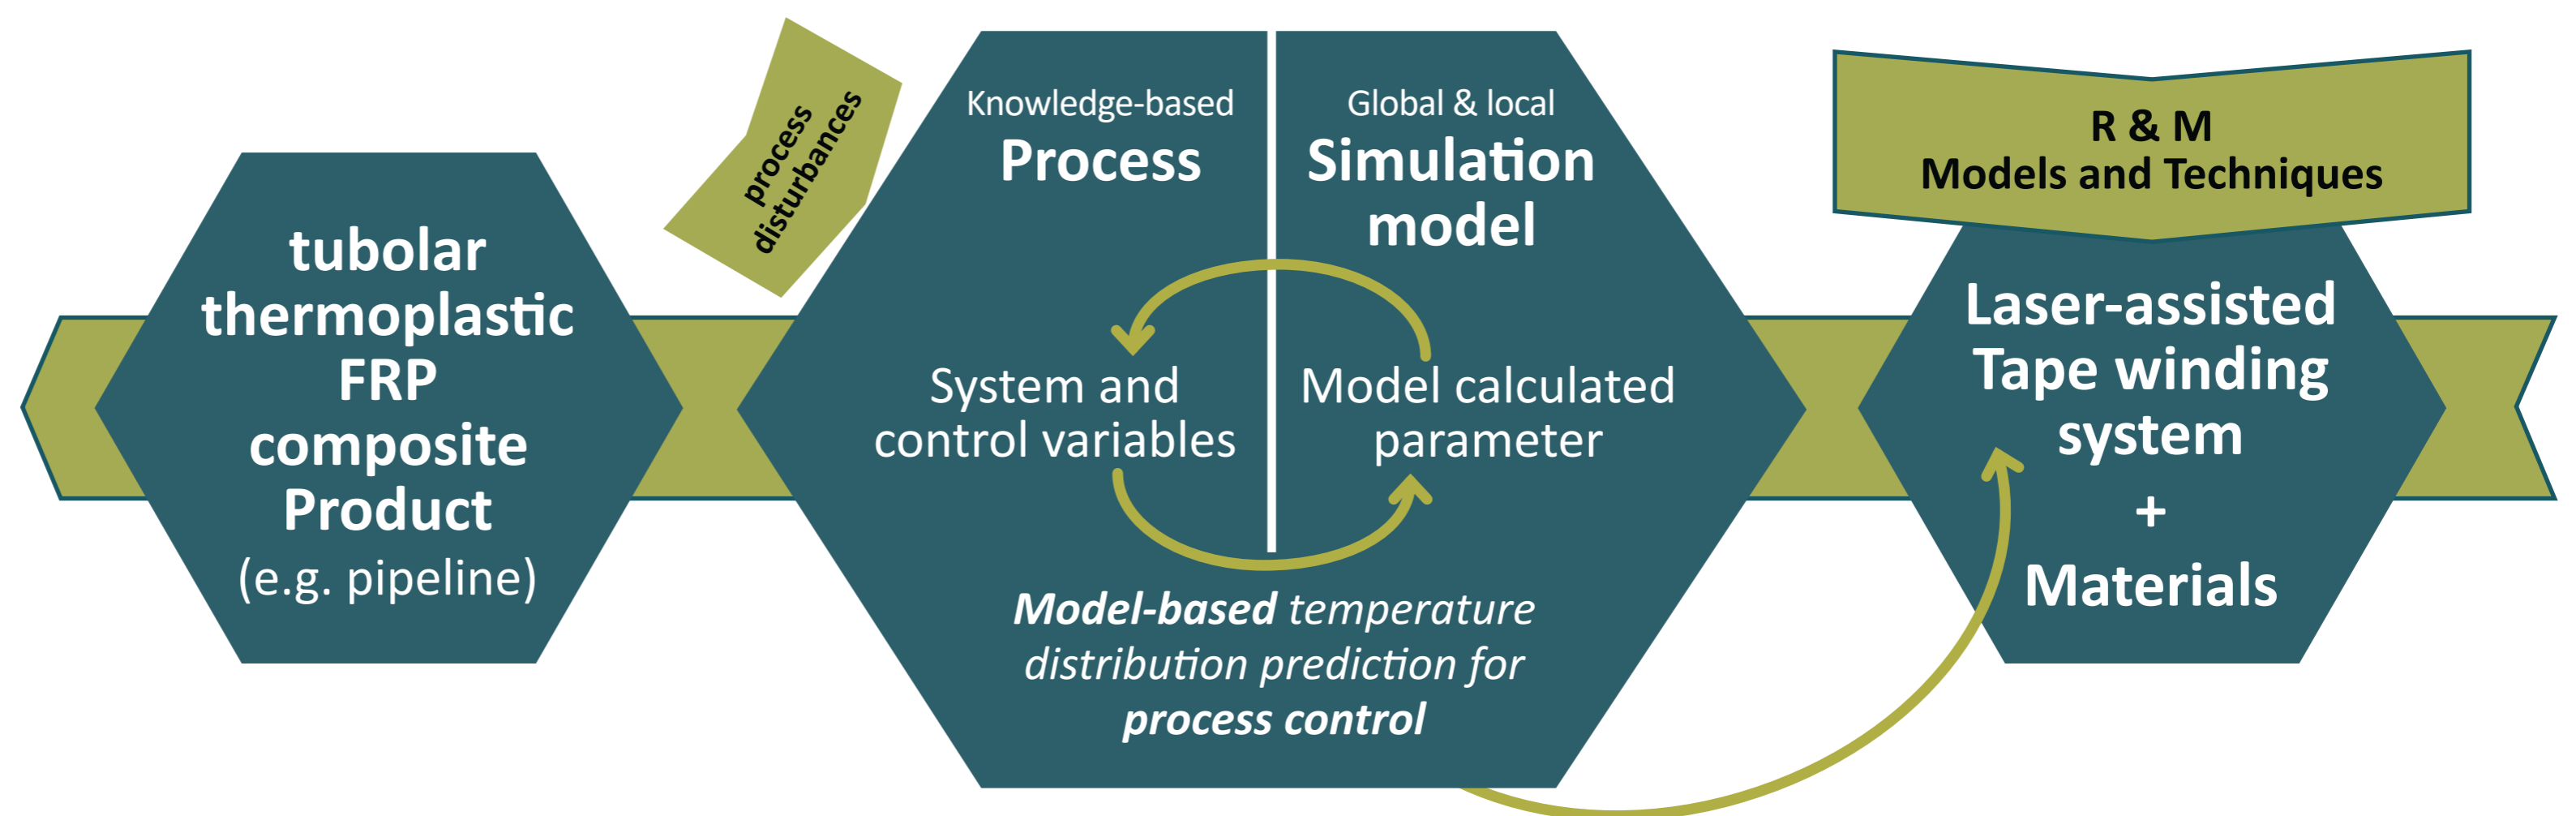 tubolar
thermoplastic
FRP
composite
Product
(e.g. pipeline)
process
disturbances
Knowledge-based
Process
Global & local
Simulation
model
System and
control variables
Model calculated
parameter
Model-based temperature
distribution prediction for
process control
R & M
Models and Techniques
Laser-assisted
Tape winding
system
+
Materials